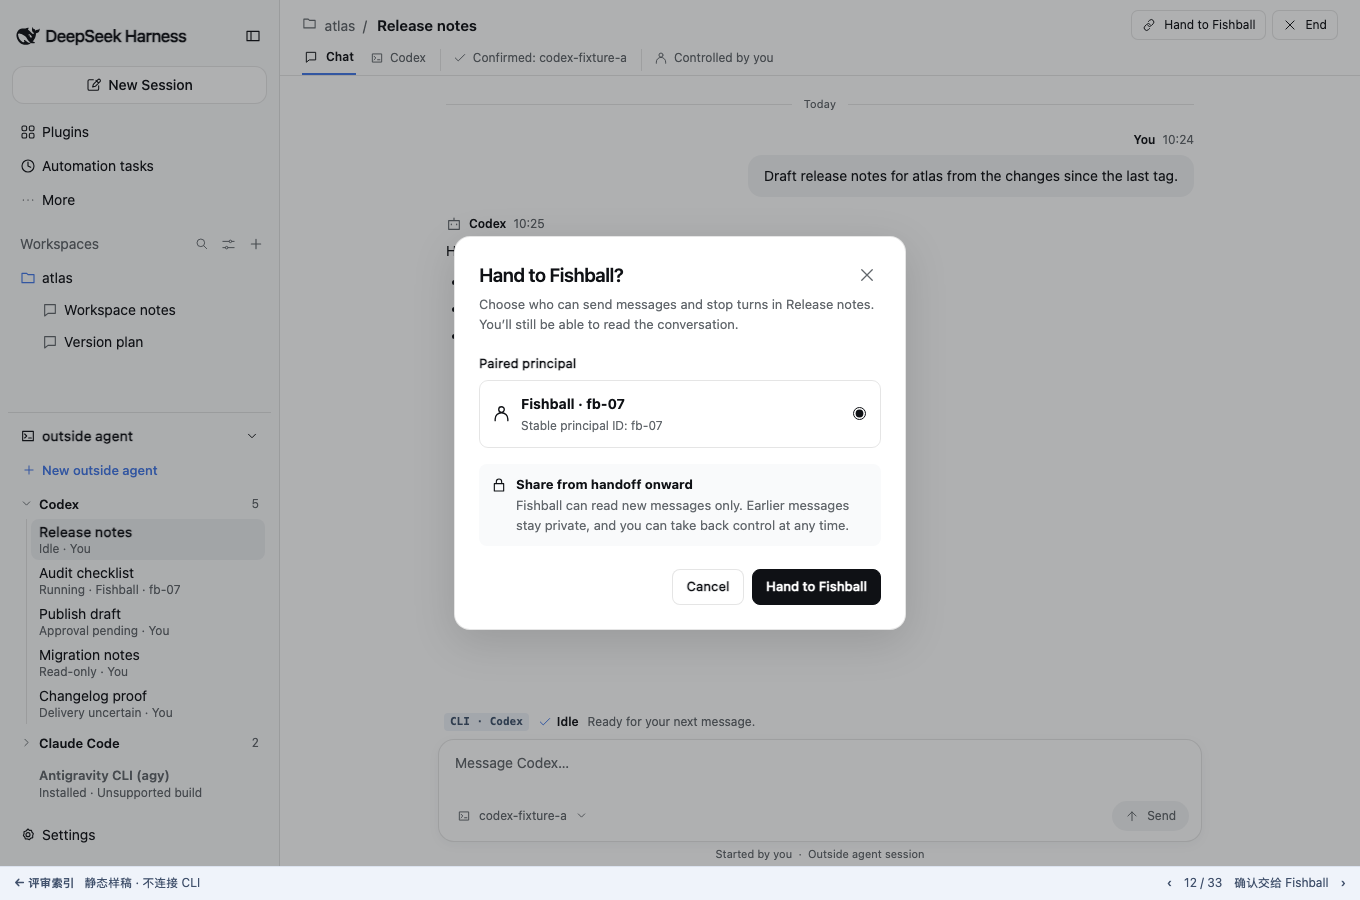 DeepSeek Harness
New Session
Plugins
Automation tasks
More
Workspaces
atlas
Workspace notes
Version plan
outside agent
New outside agent
Codex 5
Release notes
Idle · You
Audit checklist
Running · Fishball · fb-07
Publish draft
Approval pending · You
Migration notes
Read-only · You
Changelog proof
Delivery uncertain · You
Claude Code 2
Antigravity CLI (agy)
Installed · Unsupported build
Settings
atlas / Release notes
Hand to Fishball
End
Chat
Codex
Confirmed: codex-fixture-a
Controlled by you
Today
You 10:24
Draft release notes for atlas from the changes since the last tag.
Codex 10:25
H
Hand to Fishball?
Choose who can send messages and stop turns in Release notes.
You’ll still be able to read the conversation.
Paired principal
Fishball · fb-07
Stable principal ID: fb-07
Share from handoff onward
Fishball can read new messages only. Earlier messages
stay private, and you can take back control at any time.
Cancel
Hand to Fishball
CLI · Codex
Idle Ready for your next message.
Message Codex…
codex-fixture-a
Send
Started by you · Outside agent session
← 评审索引 静态样稿 · 不连接 CLI
‹ 12 / 33 确认交给 Fishball ›